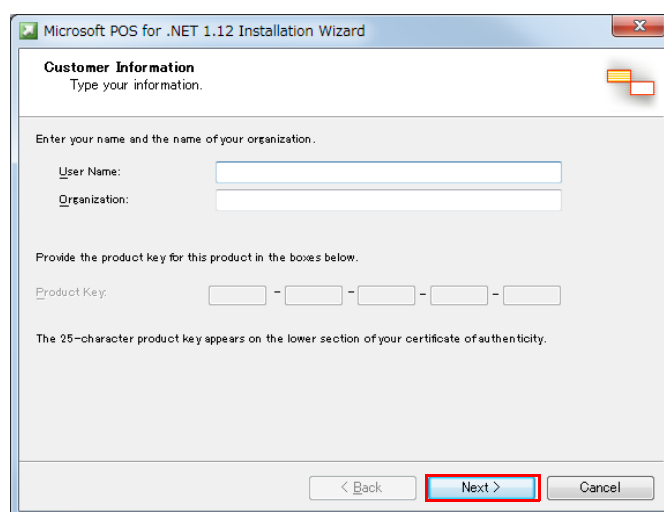 Microsoft POS for .NET 1.12 Installation Wizard
Customer Information
Type your information.
Enter your name and the name of your organization.
User Name:
Organization:
Provide the product key for this product in the boxes below.
Product Key: - - - -
The 25-character product key appears on the lower section of your certificate of authenticity.
< Back Next > Cancel